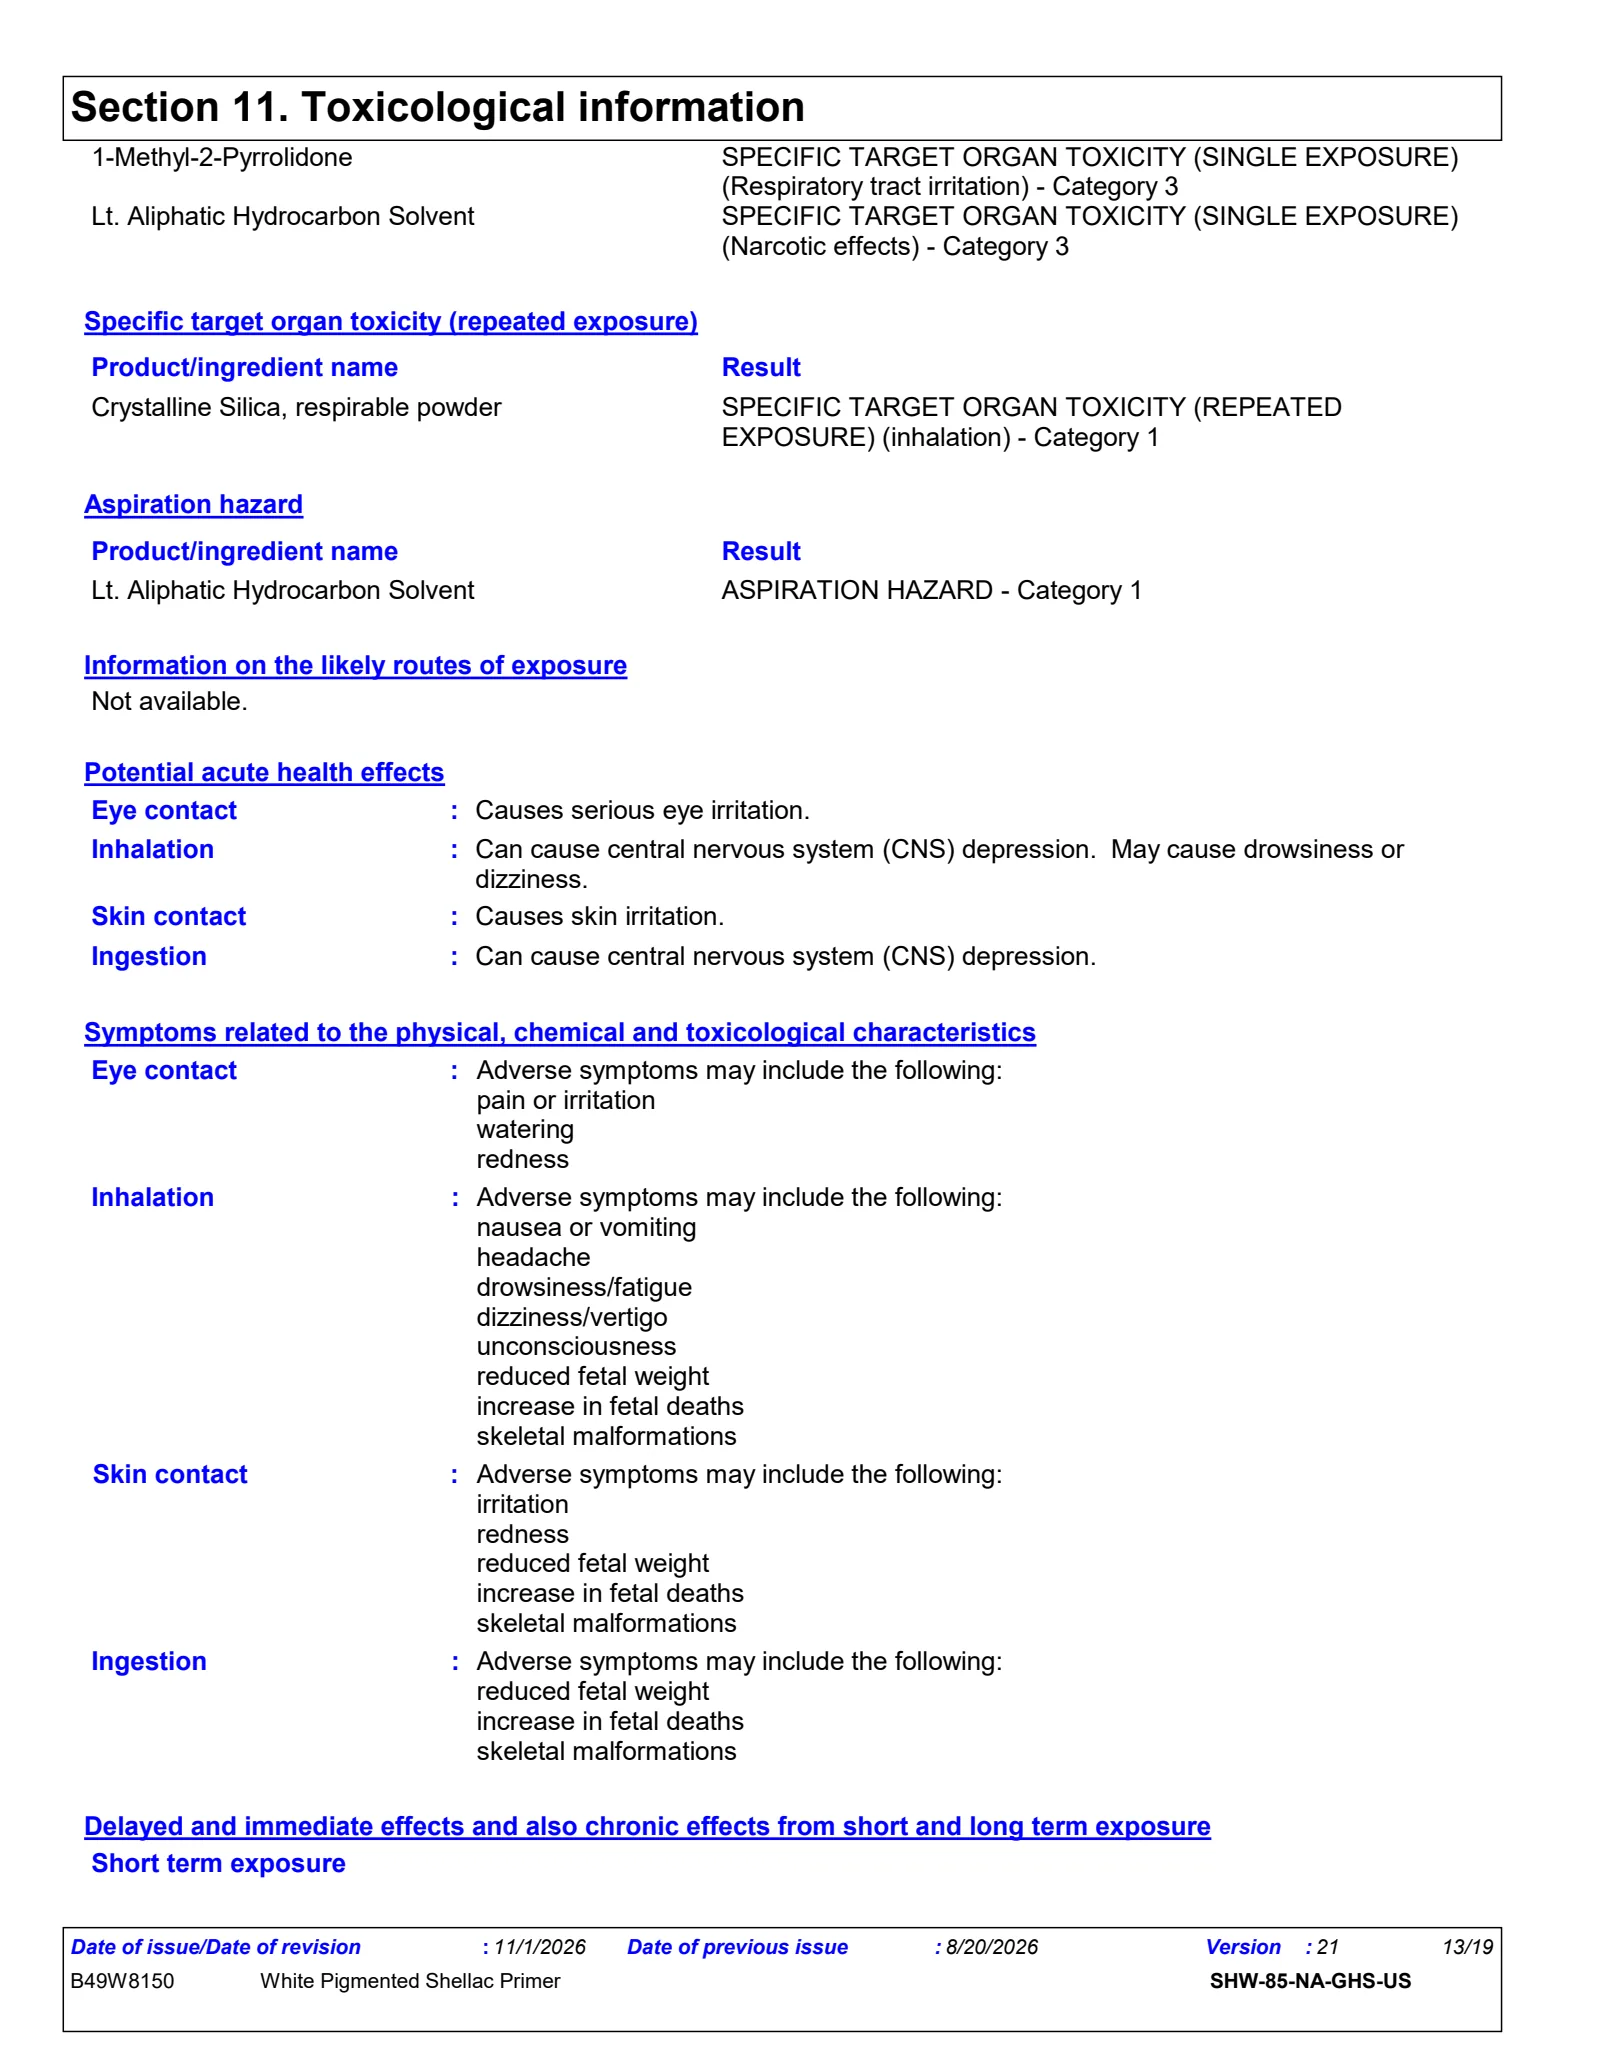 Section 11. Toxicological information
1-Methyl-2-Pyrrolidone SPECIFIC TARGET ORGAN TOXICITY (SINGLE EXPOSURE)
(Respiratory tract irritation) - Category 3
Lt. Aliphatic Hydrocarbon Solvent SPECIFIC TARGET ORGAN TOXICITY (SINGLE EXPOSURE)
(Narcotic effects) - Category 3
Specific target organ toxicity (repeated exposure)
Product/ingredient name Result
Crystalline Silica, respirable powder SPECIFIC TARGET ORGAN TOXICITY (REPEATED
EXPOSURE) (inhalation) - Category 1
Aspiration hazard
Product/ingredient name Result
Lt. Aliphatic Hydrocarbon Solvent ASPIRATION HAZARD - Category 1
Information on the likely routes of exposure
Not available.
Potential acute health effects
Eye contact : Causes serious eye irritation.
Inhalation : Can cause central nervous system (CNS) depression. May cause drowsiness or
dizziness.
Skin contact : Causes skin irritation.
Ingestion : Can cause central nervous system (CNS) depression.
Symptoms related to the physical, chemical and toxicological characteristics
Eye contact : Adverse symptoms may include the following:
pain or irritation
watering
redness
Inhalation : Adverse symptoms may include the following:
nausea or vomiting
headache
drowsiness/fatigue
dizziness/vertigo
unconsciousness
reduced fetal weight
increase in fetal deaths
skeletal malformations
Skin contact : Adverse symptoms may include the following:
irritation
redness
reduced fetal weight
increase in fetal deaths
skeletal malformations
Ingestion : Adverse symptoms may include the following:
reduced fetal weight
increase in fetal deaths
skeletal malformations
Delayed and immediate effects and also chronic effects from short and long term exposure
Short term exposure
Date of issue/Date of revision : 11/1/2026 Date of previous issue : 8/20/2026 Version : 21 13/19
B49W8150 White Pigmented Shellac Primer SHW-85-NA-GHS-US